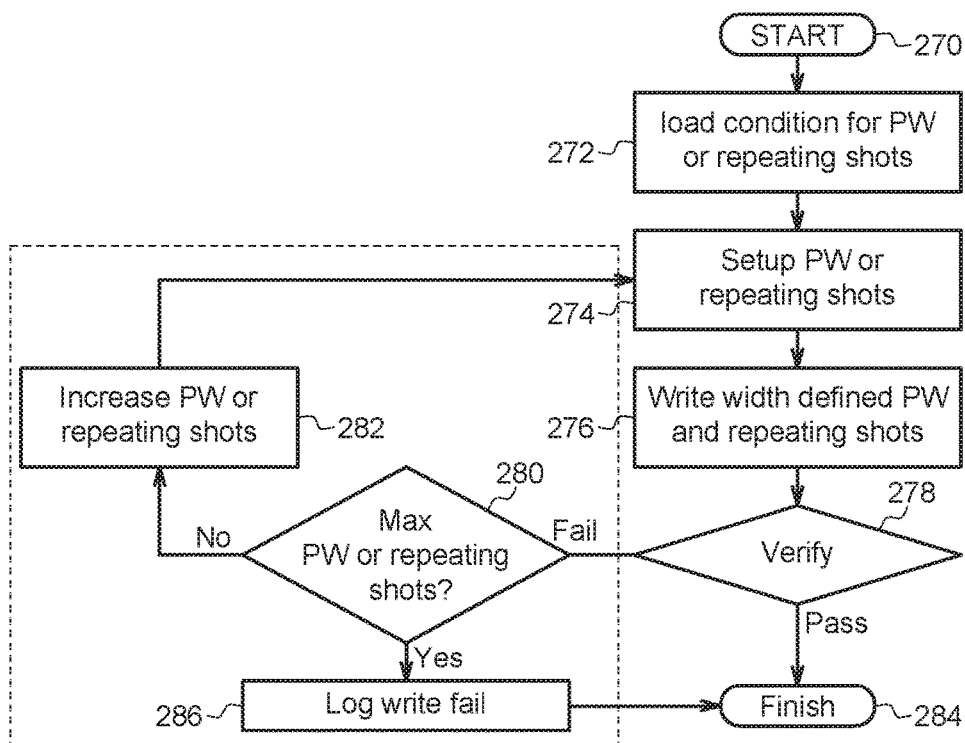 START
270
load condition for PW
or repeating shots
272
Setup PW or
repeating shots
274
Increase PW or
repeating shots
282
Write width defined PW
and repeating shots
276
280
278
No
Max
PW or repeating
shots?
Fail
Verify
Yes
Pass
286
Log write fail
Finish
284